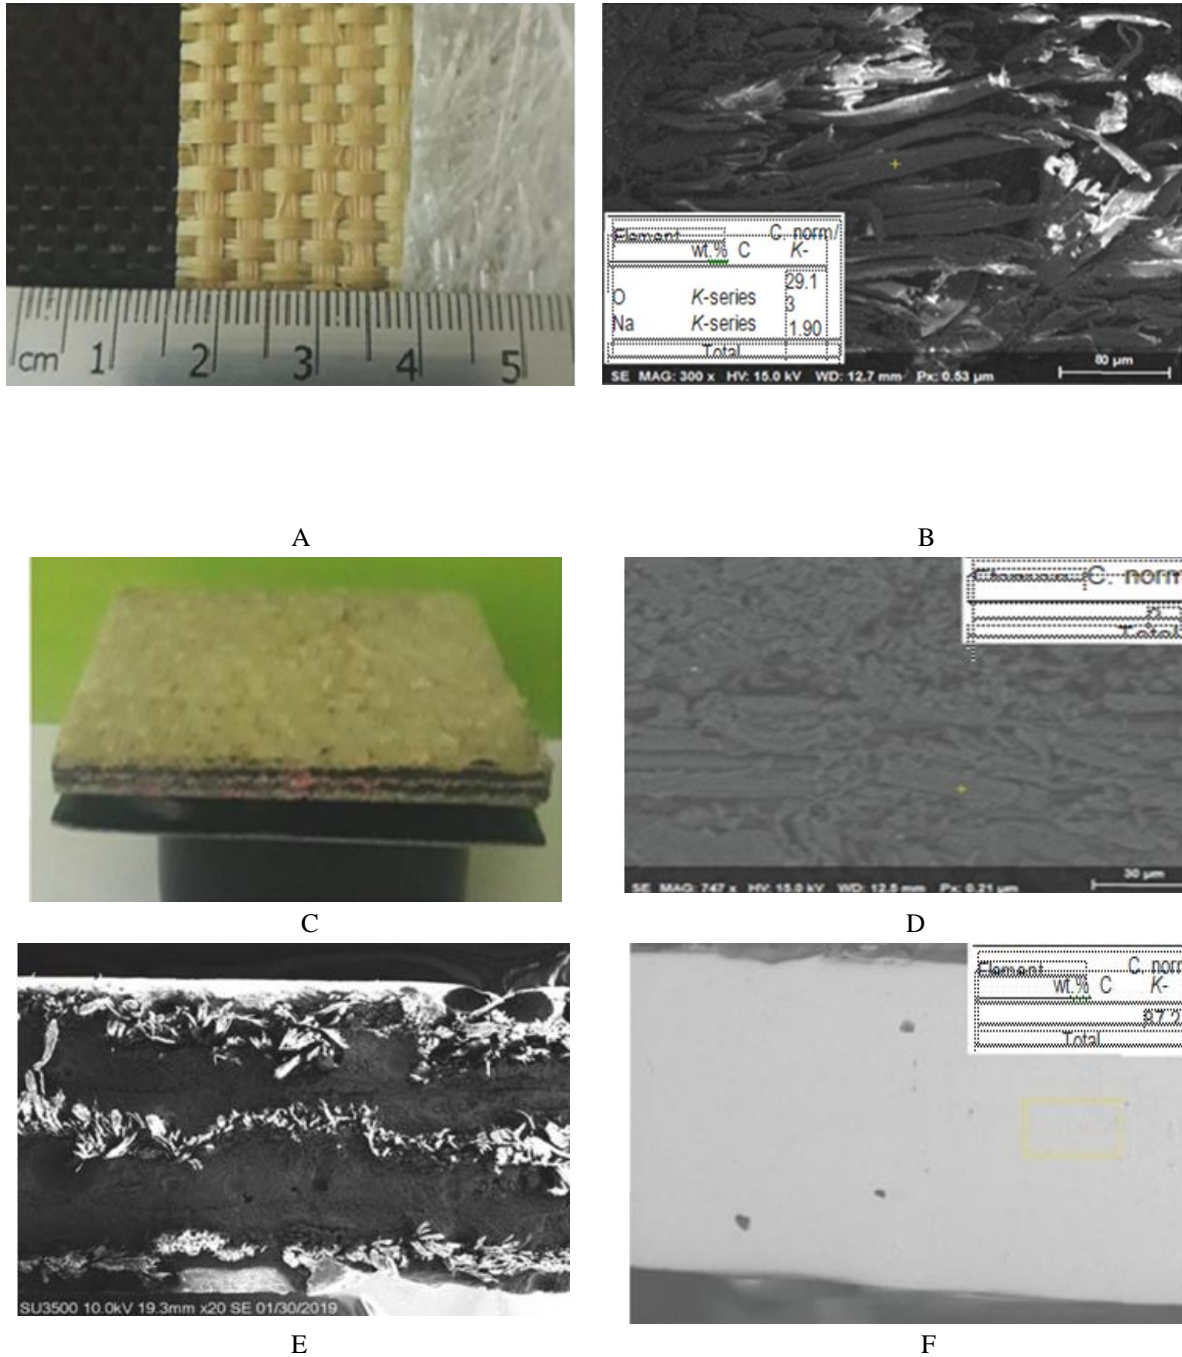 cm 1 2 3 4 5
Element C. norm/
wt.% C K-
29.1
O K-series 3
Na K-series 1.90
Total
80 µm
SE MAG: 300 x HV: 15.0 kV WD: 12.7 mm Px: 0.53 µm
A
B
C. norm
Total
30 µm
SE MAG: 747 x HV: 15.0 kV WD: 12.5 mm Px: 0.21 µm
C
D
Element C. norm
wt.% C K-
87.2
Total
SU3500 10.0kV 19.3mm x20 SE 01/30/2019
E
F